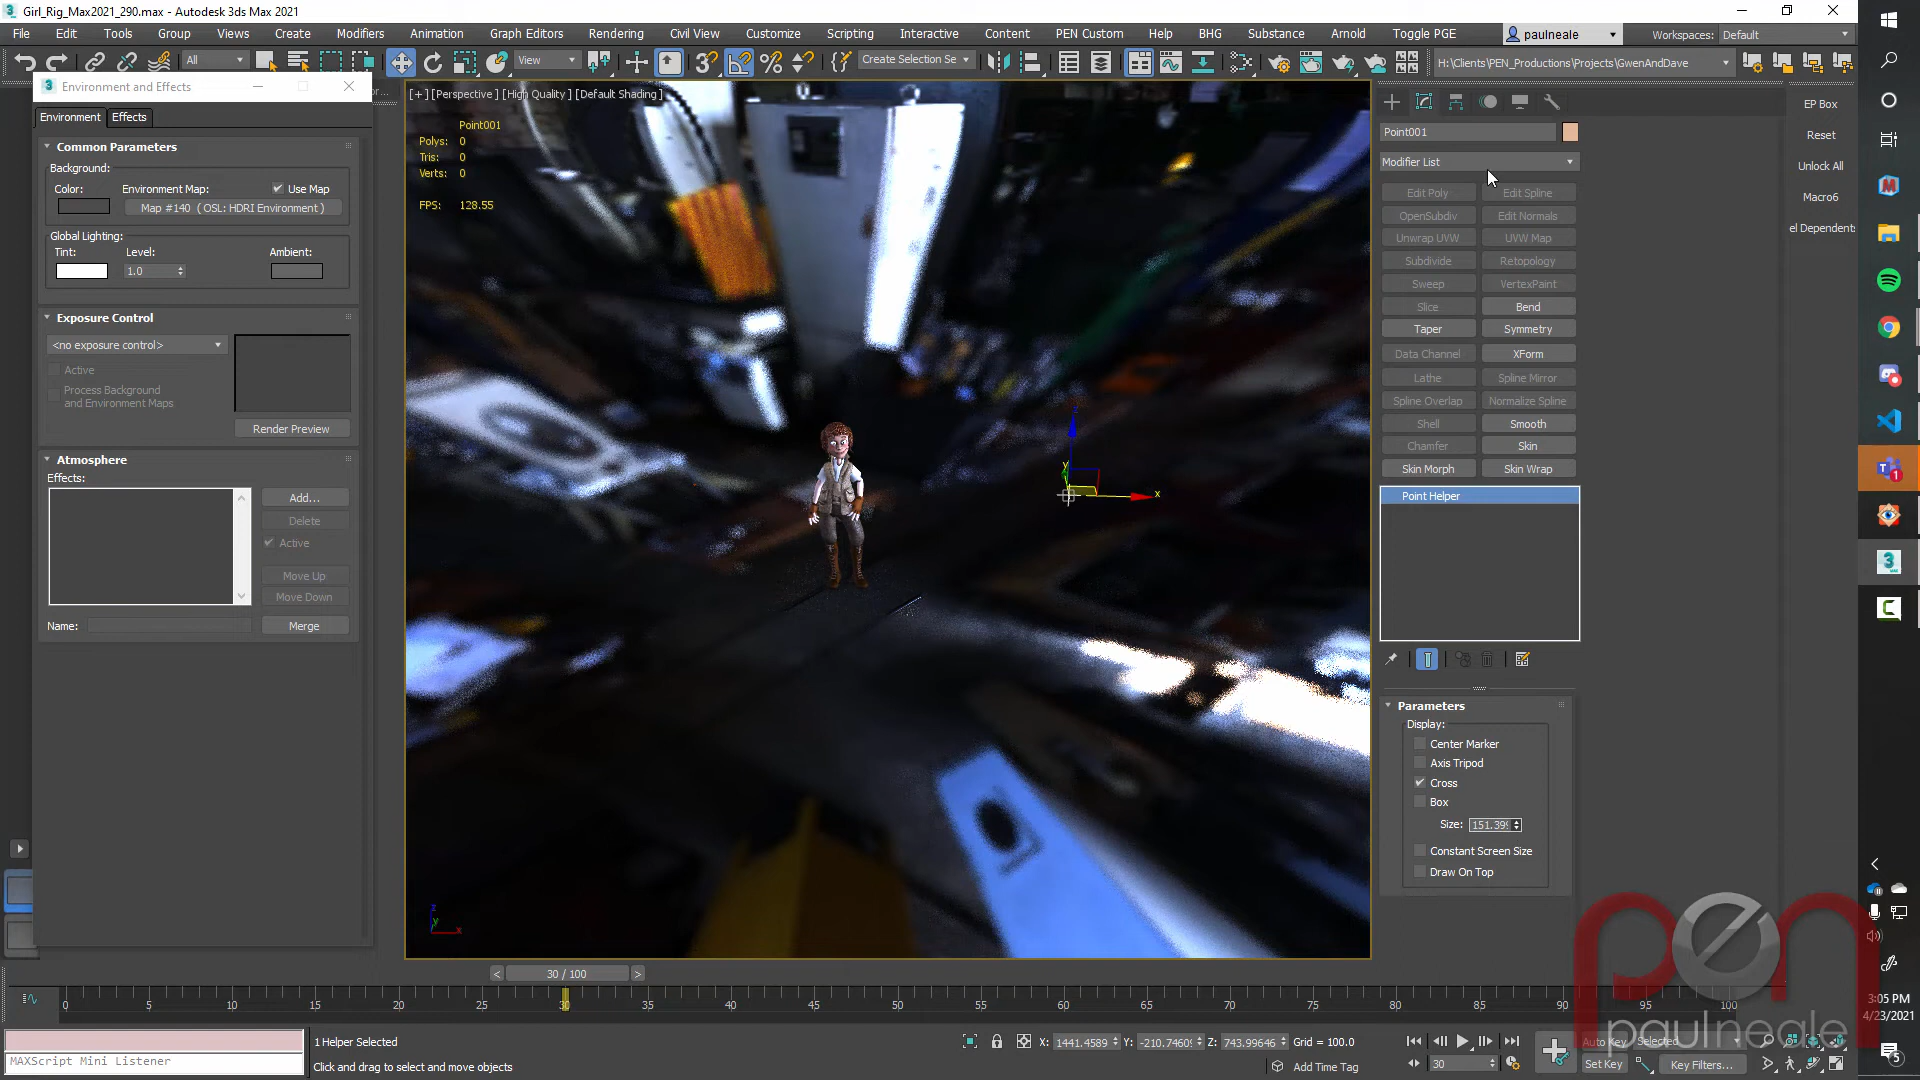 Girl_Rig_Max2021_290.max - Autodesk 3ds Max 2021
File Edit Tools Group Views Create Modifiers Animation Graph Editors Rendering Civil View Customize Scripting Interactive Content PEN Custom Help BHG Substance Arnold Toggle PGE
paulneale Workspaces: Default
All View Create Selection Se H:\Clients\PEN_Productions\Projects\GwenAndDave
Environment and Effects
Environment Effects
Common Parameters
Background:
Color: Environment Map: Use Map
Map #140 ( OSL: HDRI Environment )
Global Lighting:
Tint: Level: Ambient:
1.0
Exposure Control
<no exposure control>
Active
Process Background
and Environment Maps
Render Preview
Atmosphere
Effects:
Add...
Delete
Active
Move Up
Move Down
Name: Merge
[+] [Perspective ] [High Quality ] [Default Shading ]
Point001
Polys: 0
Tris: 0
Verts: 0
FPS: 128.55
z
y
x
z
y
x
Point001
Modifier List
Edit Poly Edit Spline
OpenSubdiv Edit Normals
Unwrap UVW UVW Map
Subdivide Retopology
Sweep VertexPaint
Slice Bend
Taper Symmetry
Data Channel XForm
Lathe Spline Mirror
Spline Overlap Normalize Spline
Shell Smooth
Chamfer Skin
Skin Morph Skin Wrap
Point Helper
Parameters
Display:
Center Marker
Axis Tripod
Cross
Box
Size: 151.39
Constant Screen Size
Draw On Top
EP Box
Reset
Unlock All
Macro6
el Dependent
30 / 100
0 5 10 15 20 25 30 35 40 45 50 55 60 65 70 75 80 85 90 95 100
MAXScript Mini Listener
1 Helper Selected
Click and drag to select and move objects
X: 1441.4589 Y: -210.7460 Z: 743.99646 Grid = 100.0
Add Time Tag
30
Auto Key Selected
Set Key Key Filters...
pen
paulneale
3:05 PM
4/23/2021
5